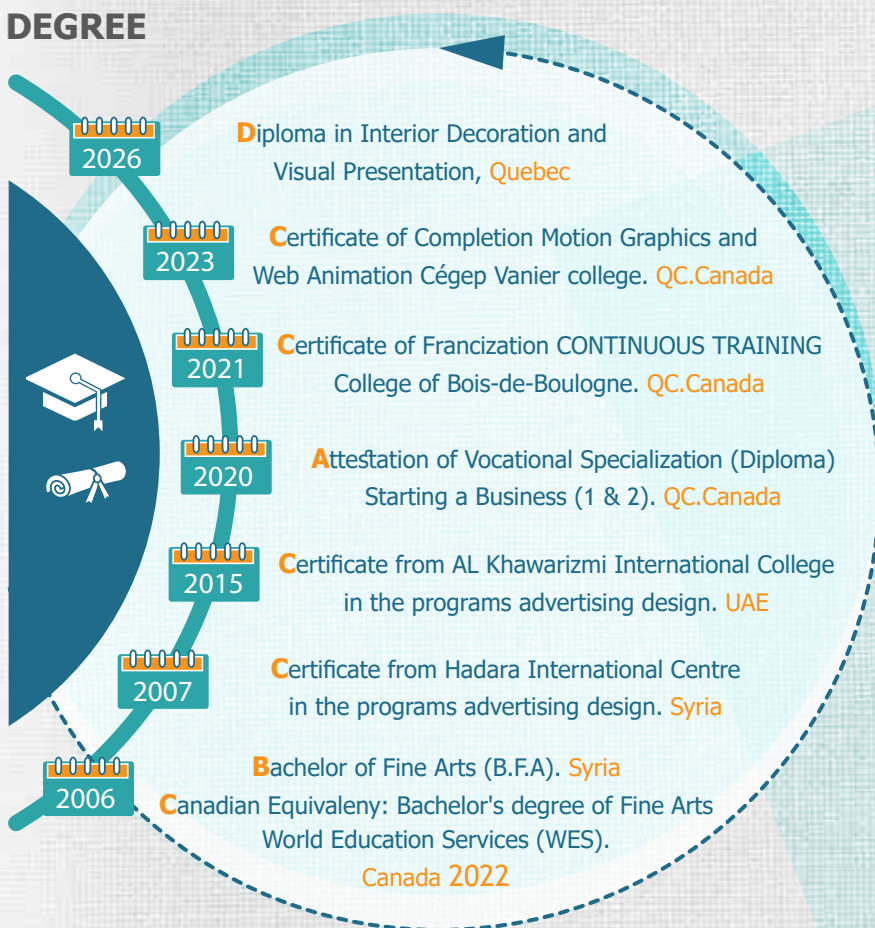 DEGREE
2026
Diploma in Interior Decoration and
Visual Presentation, Quebec
2023
Certificate of Completion Motion Graphics and
Web Animation Cégep Vanier college. QC.Canada
2021
Certificate of Francization CONTINUOUS TRAINING
College of Bois-de-Boulogne. QC.Canada
2020
Attestation of Vocational Specialization (Diploma)
Starting a Business (1 & 2). QC.Canada
2015
Certificate from AL Khawarizmi International College
in the programs advertising design. UAE
2007
Certificate from Hadara International Centre
in the programs advertising design. Syria
2006
Bachelor of Fine Arts (B.F.A). Syria
Canadian Equivaleny: Bachelor's degree of Fine Arts
World Education Services (WES).
Canada 2022